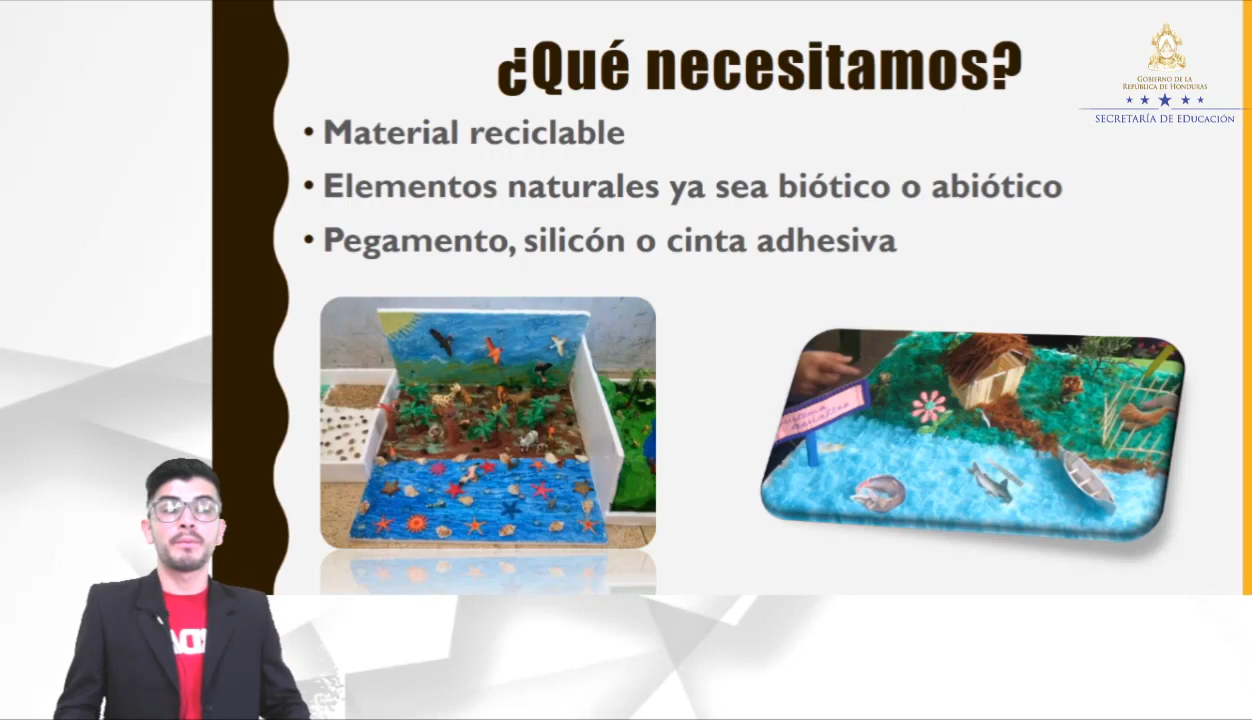 ¿Qué necesitamos?
GOBIERNO DE LA
REPÚBLICA DE HONDURAS
SECRETARÍA DE EDUCACIÓN
• Material reciclable
• Elementos naturales ya sea biótico o abiótico
• Pegamento, silicón o cinta adhesiva